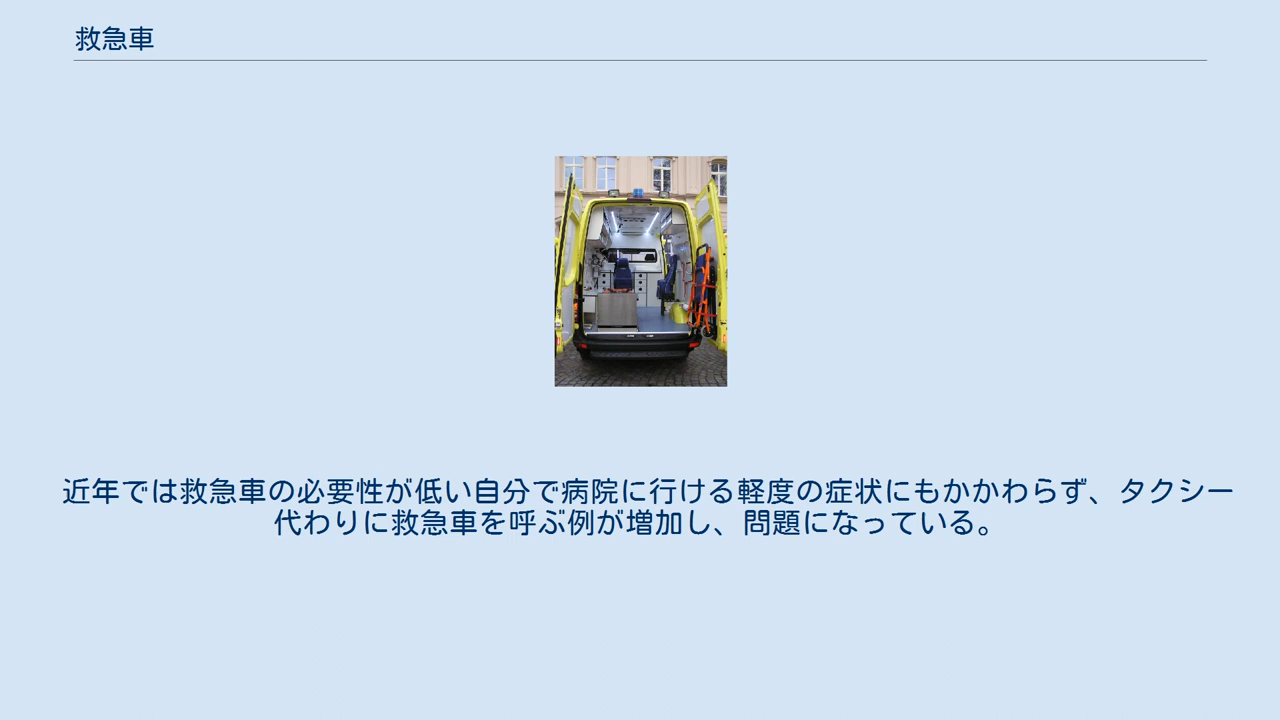 救急車
近年では救急車の必要性が低い自分で病院に行ける軽度の症状にもかかわらず、タクシー
代わりに救急車を呼ぶ例が増加し、問題になっている。